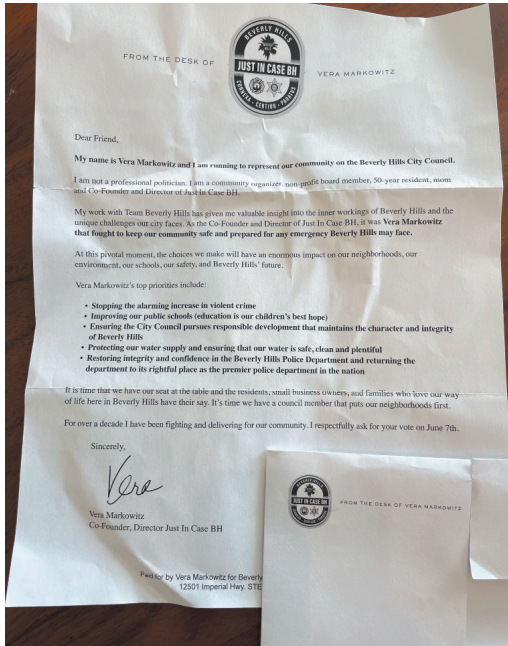 FROM THE DESK OF
BEVERLY HILLS
JUST IN CASE BH
VERA MARKOWITZ
Dear Friend,
My name is Vera Markowitz and I am running to represent our community on the Beverly Hills City Council.
I am not a professional politician. I am a community organizer, non-profit board member, 50-year resident, mom
and Co-Founder and Director of Just In Case BH.
My work with Team Beverly Hills has given me valuable insight into the inner workings of Beverly Hills and the
unique challenges our city faces. As the Co-Founder and Director of Just In Case BH, it was Vera Markowitz
that fought to keep our community safe and prepared for any emergency Beverly Hills may face.
At this pivotal moment, the choices we make will have an enormous impact on our neighborhoods, our
environment, our schools, our safety, and Beverly Hills' future.
Vera Markowitz's top priorities include:
• Stopping the alarming increase in violent crime
• Improving our public schools (education is our children's best hope)
• Ensuring the City Council pursues responsible development that maintains the character and integrity
of Beverly Hills
• Protecting our water supply and ensuring that our water is safe, clean and plentiful
• Restoring integrity and confidence in the Beverly Hills Police Department and returning the
department to its rightful place as the premier police department in the nation
It is time that we have our seat at the table and the residents, small business owners, and families who love our way
of life here in Beverly Hills have their say. It's time we have a council member that puts our neighborhoods first.
For over a decade I have been fighting and delivering for our community. I respectfully ask for your vote on June 7th.
Sincerely,
Vera
Vera Markowitz
Co-Founder, Director Just In Case BH
Paid for by Vera Markowitz for Beverly
12501 Imperial Hwy. STE
JUST IN CASE BH
FROM THE DESK OF VERA MARKOWITZ